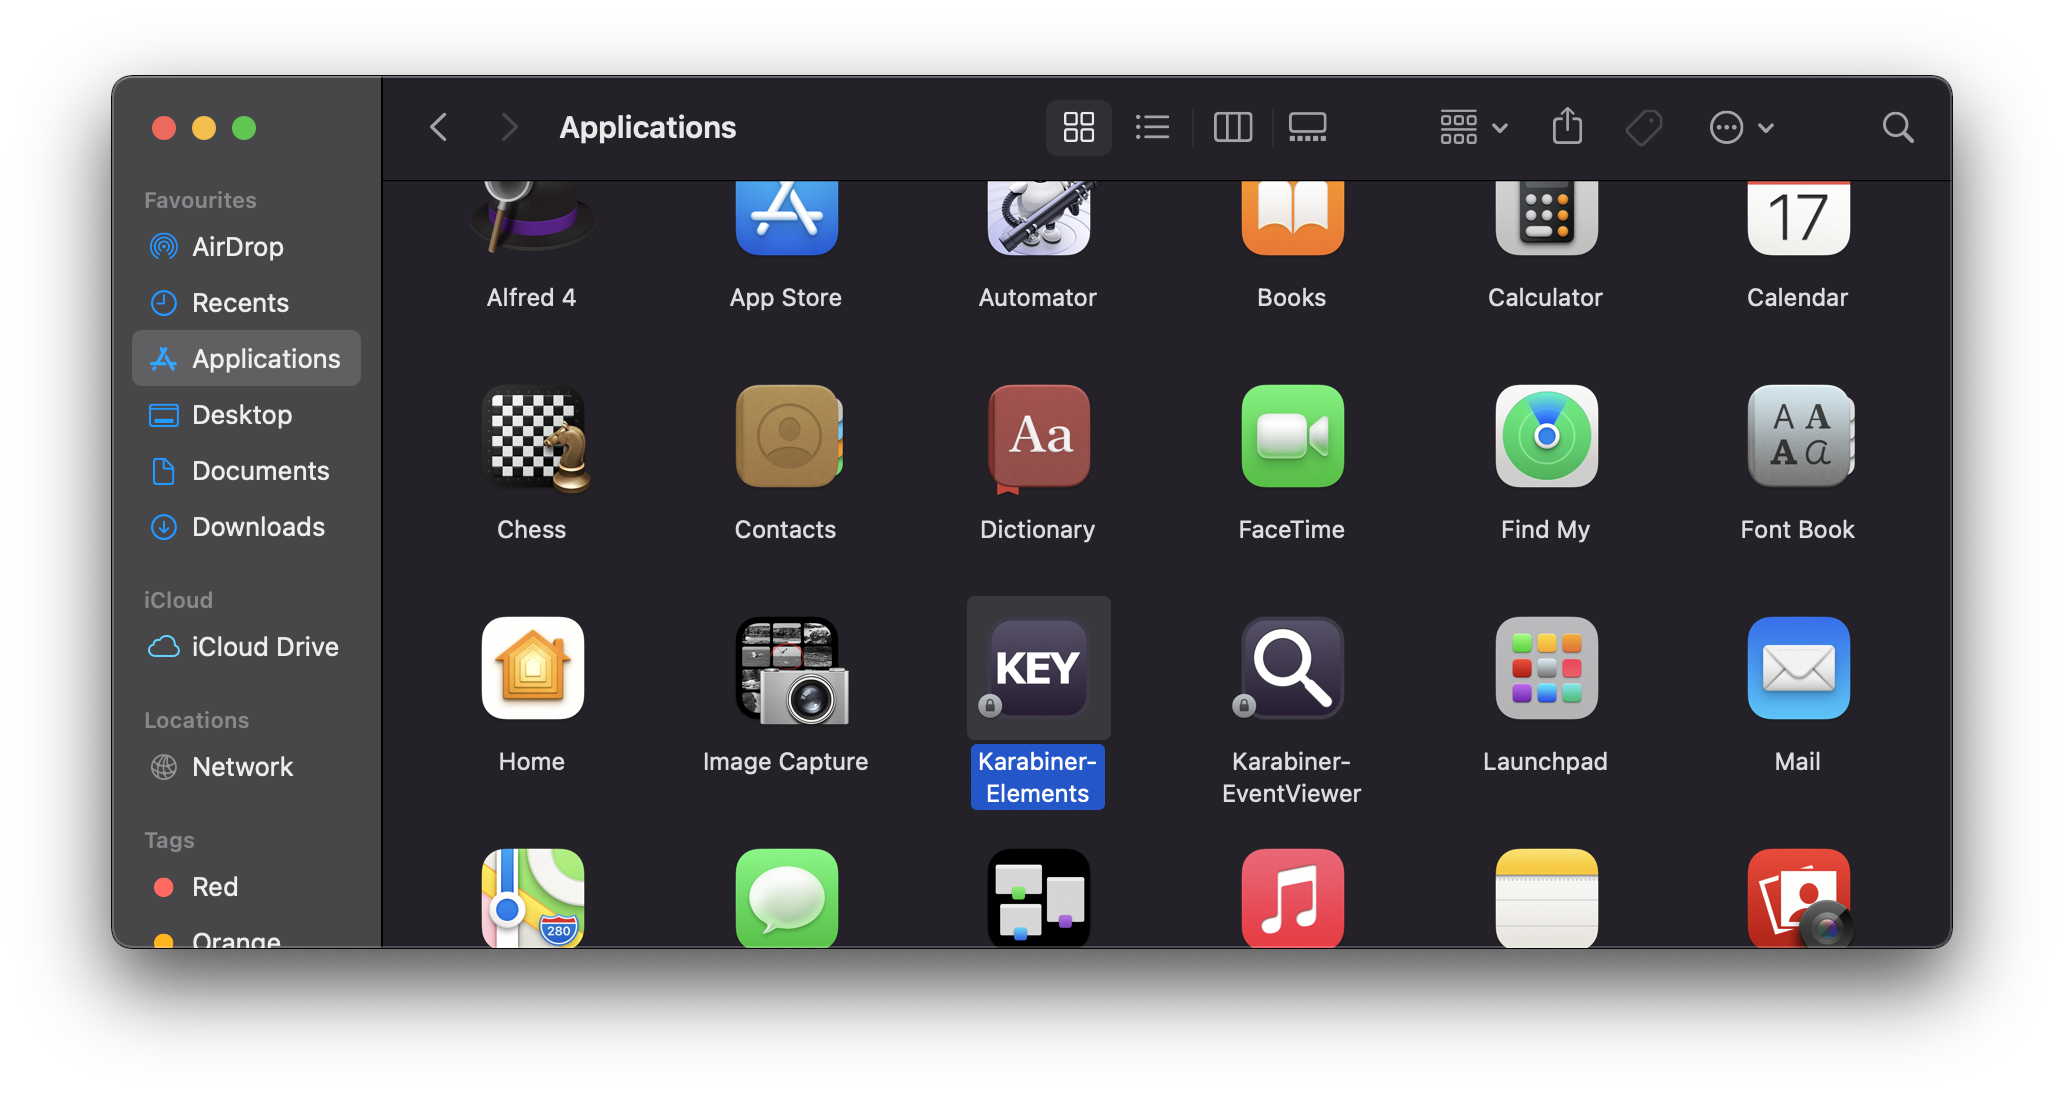 Applications
Favourites
AirDrop
Recents
Applications
Desktop
Documents
Downloads
iCloud
iCloud Drive
Locations
Network
Tags
Red
Orange
17
Alfred 4
App Store
Automator
Books
Calculator
Calendar
Aa
A A
A a
Chess
Contacts
Dictionary
FaceTime
Find My
Font Book
KEY
Home
Image Capture
Karabiner-
Elements
Karabiner-
EventViewer
Launchpad
Mail
280